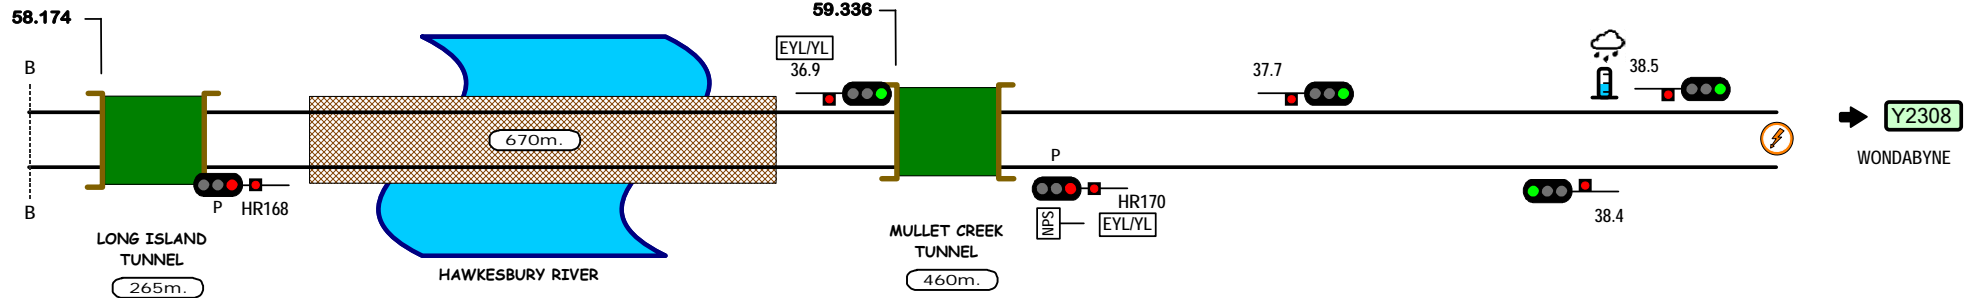 58.174
59.336
EYL/YL
36.9
37.7
38.5
B
Y2308
670m.
P
WONDABYNE
B
P
HR168
HR170
38.4
NPS
EYL/YL
LONG ISLAND
TUNNEL
265m.
HAWKESBURY RIVER
MULLET CREEK
TUNNEL
460m.